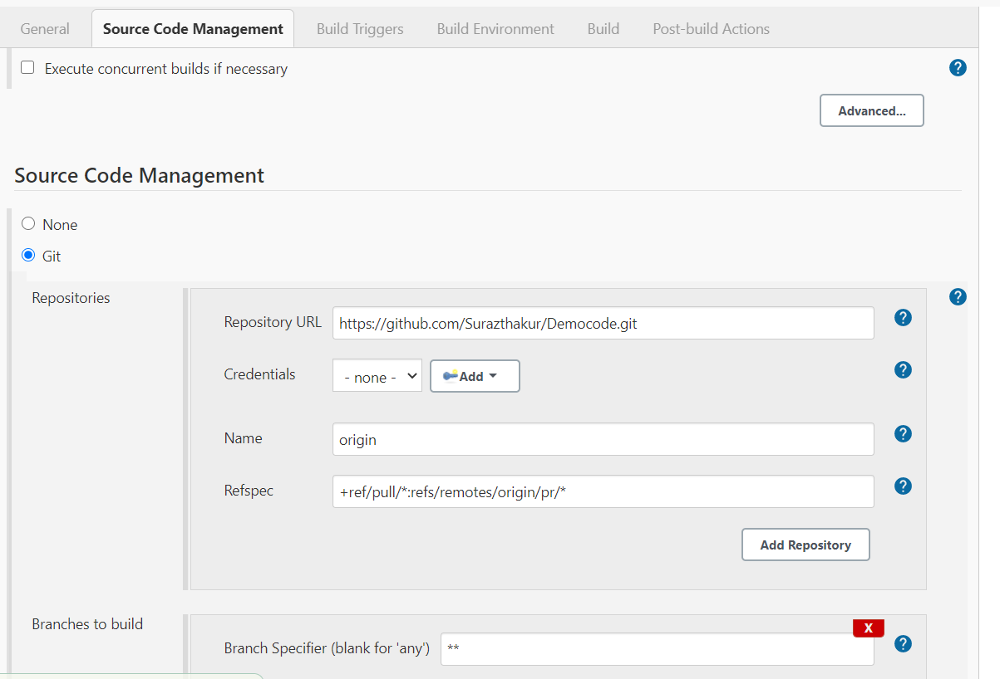 General Source Code Management Build Triggers Build Environment Build Post-build Actions
Execute concurrent builds if necessary ?
Advanced...
Source Code Management
None
Git
Repositories ?
Repository URL https://github.com/Surazthakur/Democode.git ?
Credentials - none - Add ?
Name origin ?
Refspec +ref/pull/*:refs/remotes/origin/pr/* ?
Add Repository
Branches to build X
Branch Specifier (blank for 'any') ** ?